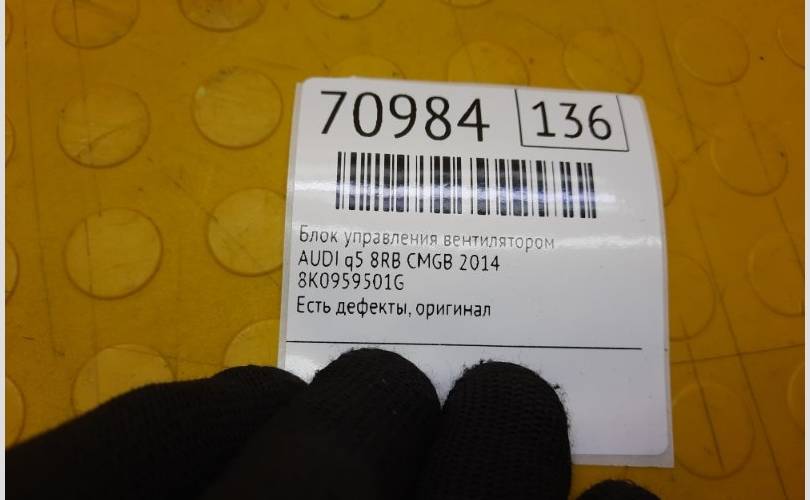 70984 136
Блок управления вентилятором
AUDI q5 8RB CMGB 2014
8K0959501G
Есть дефекты, оригинал